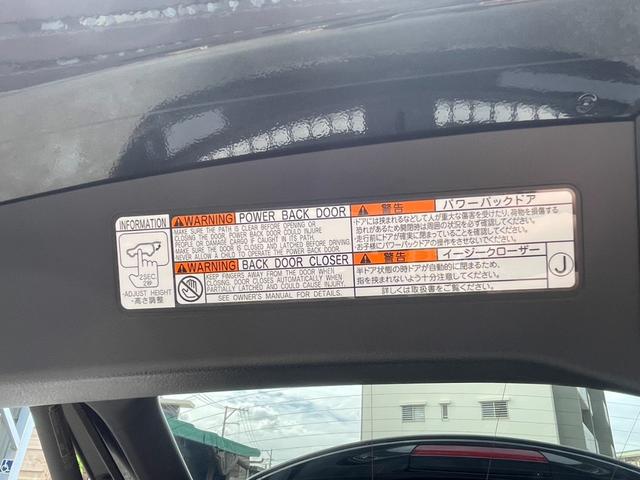 INFORMATION
2SEC
2秒
・ADJUST HEIGHT
・高さ調整
WARNING POWER BACK DOOR
MAKE SURE THE PATH IS CLEAR BEFORE OPENING OR
CLOSING THE DOOR. POWER BACK DOOR COULD INJURE
PEOPLE OR DAMAGE CARGO IF CAUGHT IN ITS PATH.
MAKE SURE DOOR IS CLOSED AND LATCHED BEFORE DRIVING.
NEVER ALLOW A CHILD TO OPERATE THE POWER BACK DOOR.
WARNING BACK DOOR CLOSER
KEEP FINGERS AWAY FROM THE DOOR WHEN
CLOSING. DOOR CLOSES AUTOMATICALLY WHEN
PARTIALLY LATCHED AND COULD CAUSE INJURY.
SEE OWNER'S MANUAL FOR DETAILS.
警告 パワーバックドア
・ドアには挟まれるなどして人が重大な傷害を受けたり、荷物を損傷する
恐れがあるため開閉時は周囲の状況を必ず確認してください。
・走行前にドアが確実に閉まっていることを確認してください。
・お子様にパワーバックドアの操作をさせないでください。
警告 イージークローザー
半ドア状態の時ドアが自動的に閉まるため、
指を挟まれないよう十分注意してください。
詳しくは取扱書をご覧ください。
J